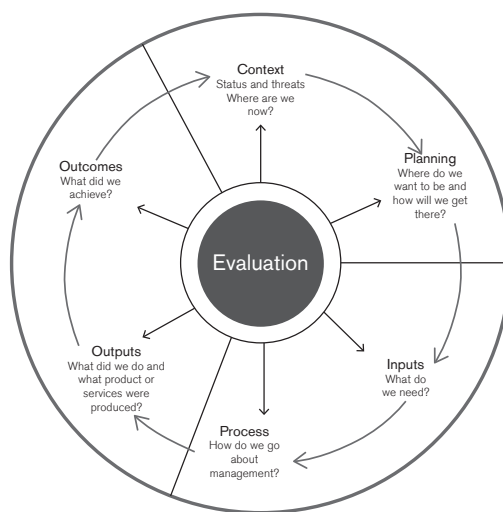 Context
Status and threats
Where are we
now?
Planning
Where do we
want to be and
how will we get
there?
Inputs
What do
we need?
Process
How do we go
about
management?
Outputs
What did we do and
what product or
services were
produced?
Outcomes
What did we
achieve?
Evaluation